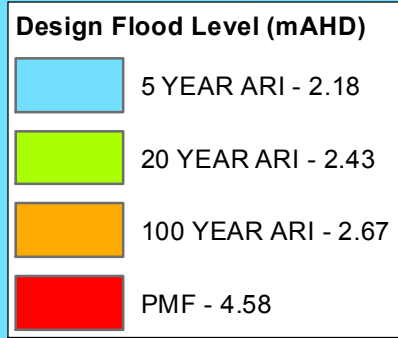 Design Flood Level (mAHD)
5 YEAR ARI - 2.18
20 YEAR ARI - 2.43
100 YEAR ARI - 2.67
PMF - 4.58